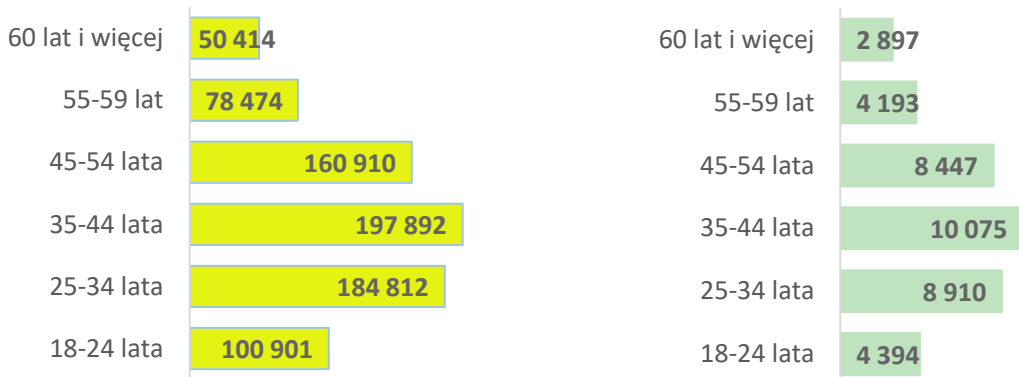 60 lat i więcej 50 414
55-59 lat 78 474
45-54 lata 160 910
35-44 lata 197 892
25-34 lata 184 812
18-24 lata 100 901
60 lat i więcej 2 897
55-59 lat 4 193
45-54 lata 8 447
35-44 lata 10 075
25-34 lata 8 910
18-24 lata 4 394